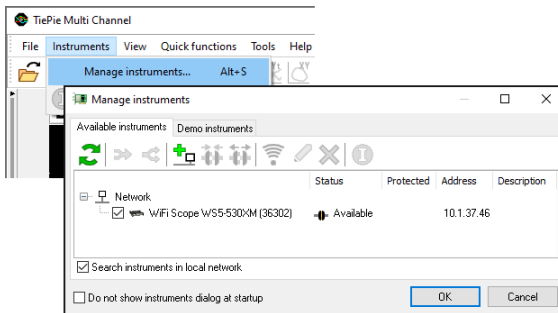 TiePie Multi Channel
File Instruments View Quick functions Tools Help
Manage instruments... Alt+S
Manage instruments
Available instruments Demo instruments
Status Protected Address Description
Network
WiFi Scope WS5-530XM (36302) Available 10.1.37.46
Search instruments in local network
Do not show instruments dialog at startup
OK Cancel